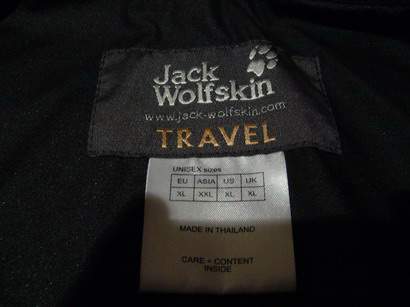 Jack
Wolfskin
www.jack-wolfskin.com
TRAVEL
UNISEX sizes
EU ASIA US UK
XL XXL XL XL
MADE IN THAILAND
CARE + CONTENT
INSIDE